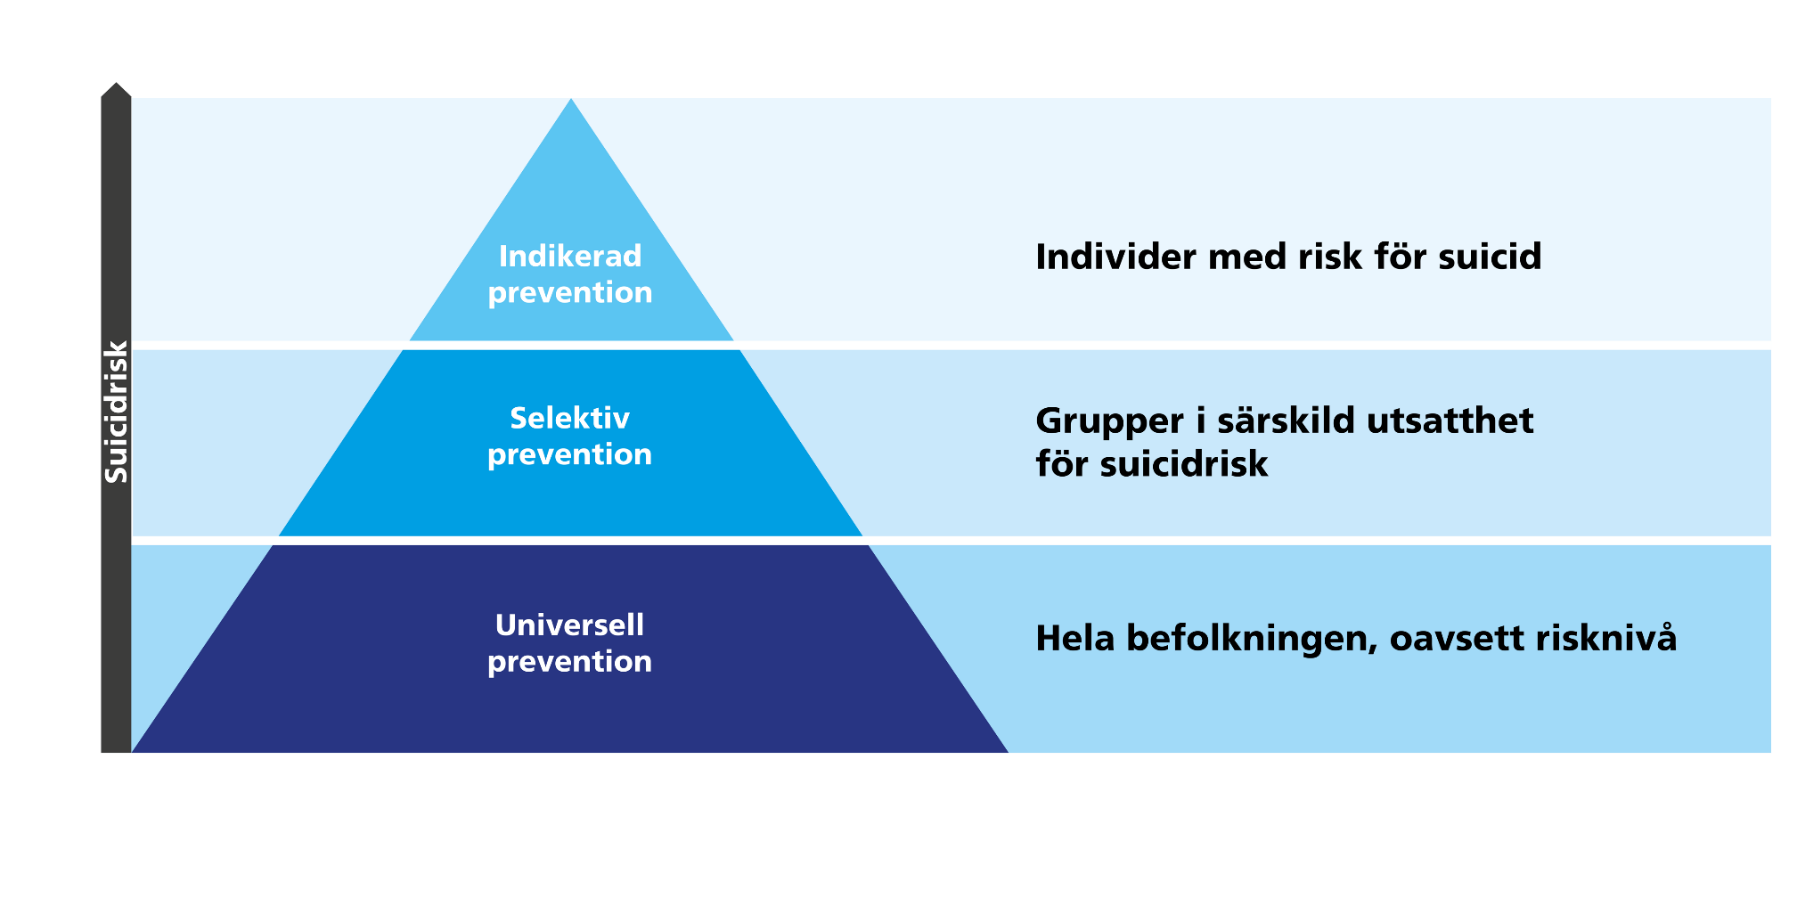 Suicidrisk
Indikerad
prevention
Individer med risk för suicid
Selektiv
prevention
Grupper i särskild utsatthet
för suicidrisk
Universell
prevention
Hela befolkningen, oavsett risknivå